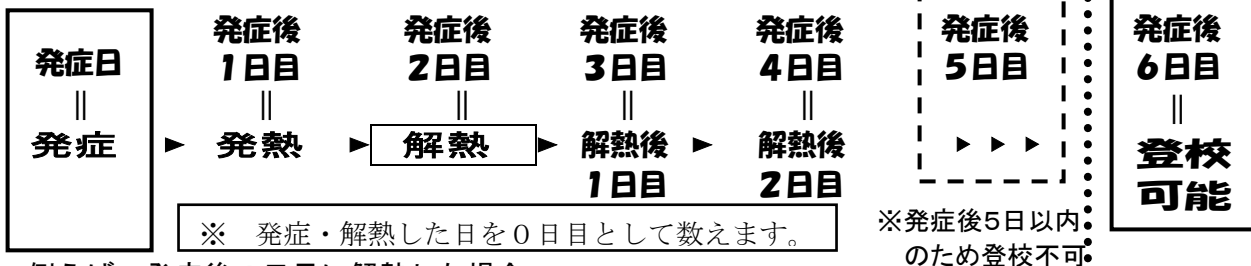 発症日
‖
発症
発症後
1日目
‖
発熱
発症後
2日目
‖
解熱
発症後
3日目
‖
解熱後
1日目
発症後
4日目
‖
解熱後
2日目
発症後
5日目
発症後
6日目
‖
登校
可能
※ 発症・解熱した日を０日目として数えます。
※発症後5日以内
のため登校不可